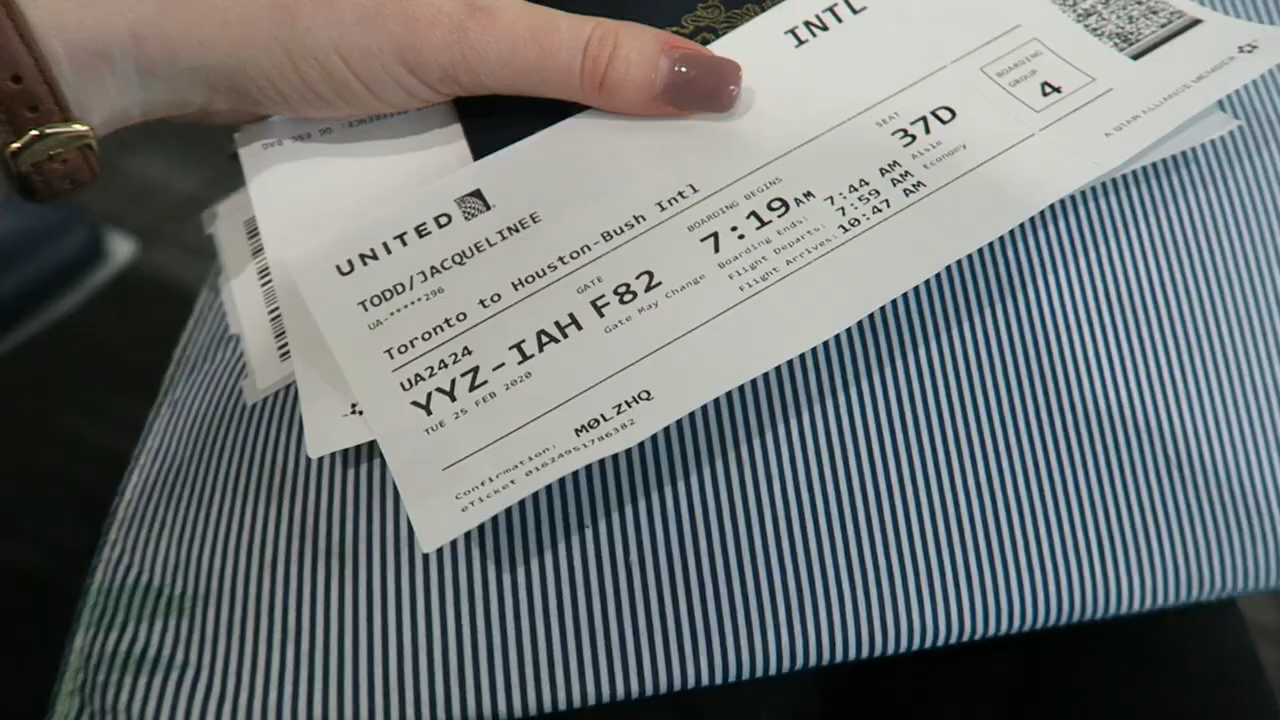 INTL
BOARDING GROUP
4
A STAR ALLIANCE MEMBER
UNITED
TODD/JACQUELINEE
UA-*****296
Toronto to Houston-Bush Intl
UA2424
YYZ-IAH
TUE 25 FEB 2020
GATE
F82
Gate May Change
BOARDING BEGINS
7:19AM
Boarding Ends: 7:44 AM
Flight Departs: 7:59 AM
Flight Arrives: 10:47 AM
SEAT
37D
Aisle
Economy
Confirmation: M0LZHQ
eTicket 01624951786382